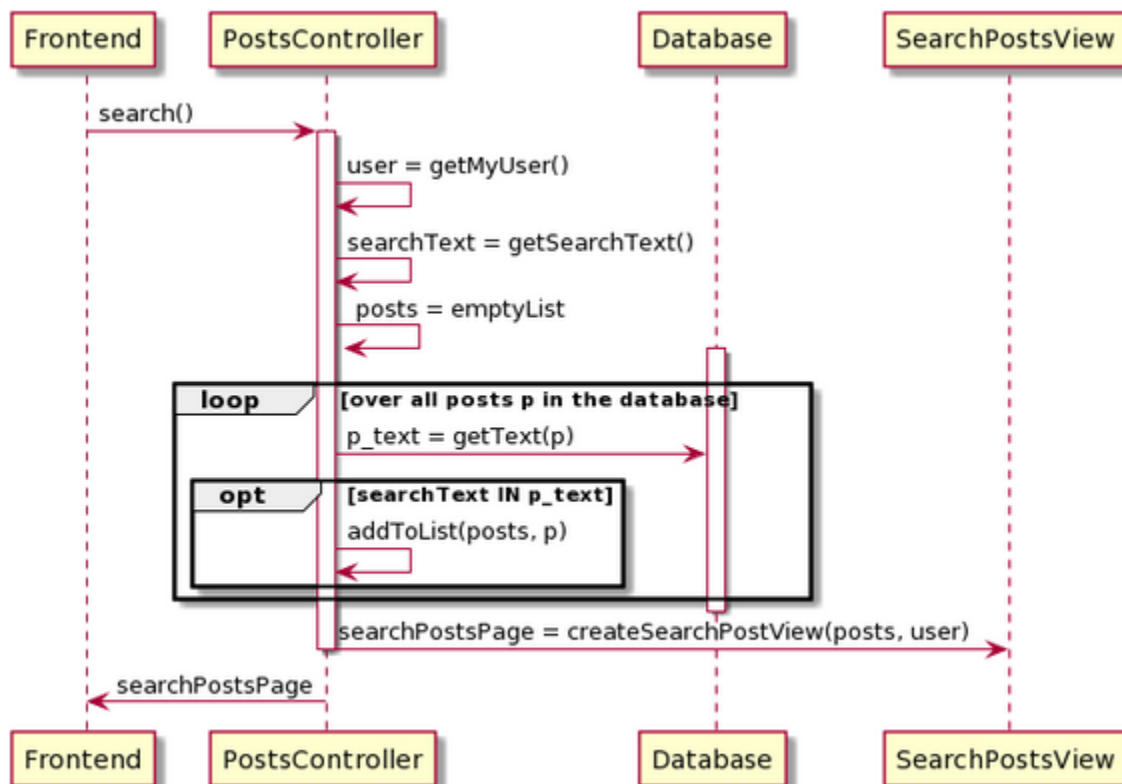 Frontend
PostsController
Database
SearchPostsView
search()
user = getMyUser()
searchText = getSearchText()
posts = emptyList
loop
[over all posts p in the database]
p_text = getText(p)
opt
[searchText IN p_text]
addToList(posts, p)
searchPostsPage = createSearchPostView(posts, user)
searchPostsPage
Frontend
PostsController
Database
SearchPostsView